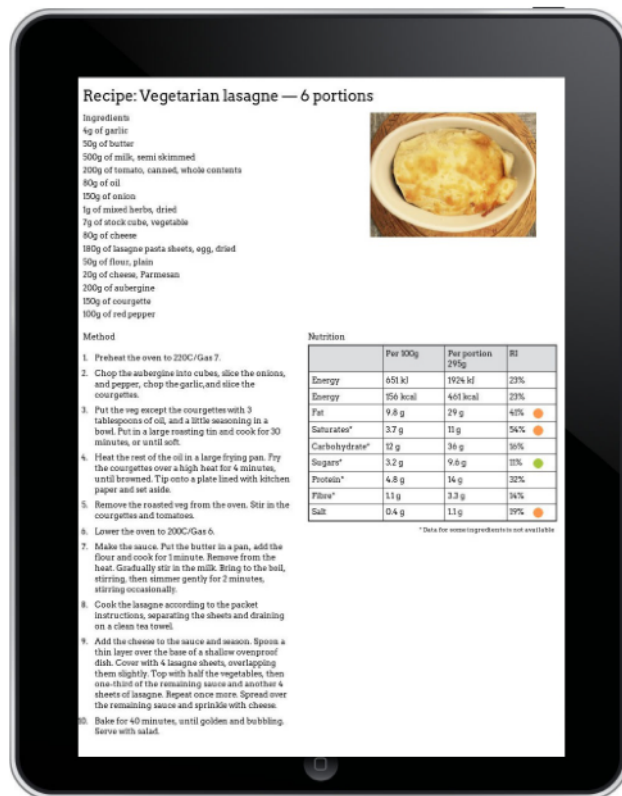 Recipe: Vegetarian lasagne — 6 portions
Ingredients
4g of garlic
50g of butter
500g of milk, semi skimmed
200g of tomato, canned, whole contents
80g of oil
150g of onion
1g of mixed herbs, dried
7g of stock cube, vegetable
80g of cheese
180g of lasagne pasta sheets, egg, dried
50g of flour, plain
20g of cheese, Parmesan
200g of aubergine
150g of courgette
100g of red pepper
Method
1. Preheat the oven to 220C/Gas 7.
2. Chop the aubergine into cubes, slice the onions,
and pepper, chop the garlic,and slice the
courgettes.
3. Put the veg except the courgettes with 3
tablespoons of oil, and a little seasoning in a
bowl. Put in a large roasting tin and cook for 30
minutes, or until soft.
4. Heat the rest of the oil in a large frying pan. Fry
the courgettes over a high heat for 4 minutes,
until browned. Tip onto a plate lined with kitchen
paper and set aside.
5. Remove the roasted veg from the oven. Stir in the
courgettes and tomatoes.
6. Lower the oven to 200C/Gas 6.
7. Make the sauce. Put the butter in a pan, add the
flour and cook for 1 minute. Remove from the
heat. Gradually stir in the milk. Bring to the boil,
stirring, then simmer gently for 2 minutes,
stirring occasionally.
8. Cook the lasagne according to the packet
instructions, separating the sheets and draining
on a clean tea towel.
9. Add the cheese to the sauce and season. Spoon a
thin layer over the base of a shallow ovenproof
dish. Cover with 4 lasagne sheets, overlapping
them slightly. Top with half the vegetables, then
one-third of the remaining sauce and another 4
sheets of lasagne. Repeat once more. Spread over
the remaining sauce and sprinkle with cheese.
10. Bake for 40 minutes, until golden and bubbling.
Serve with salad.
Nutrition
Per 100g Per portion RI
295g
Energy 651 kJ 1924 kJ 23%
Energy 156 kcal 461 kcal 23%
Fat 9.8 g 29 g 41%
Saturates* 3.7 g 11 g 54%
Carbohydrate* 12 g 36 g 16%
Sugars* 3.2 g 9.6 g 11%
Protein* 4.8 g 14 g 32%
Fibre* 1.1 g 3.3 g 14%
Salt 0.4 g 1.1 g 19%
* Data for some ingredients is not available